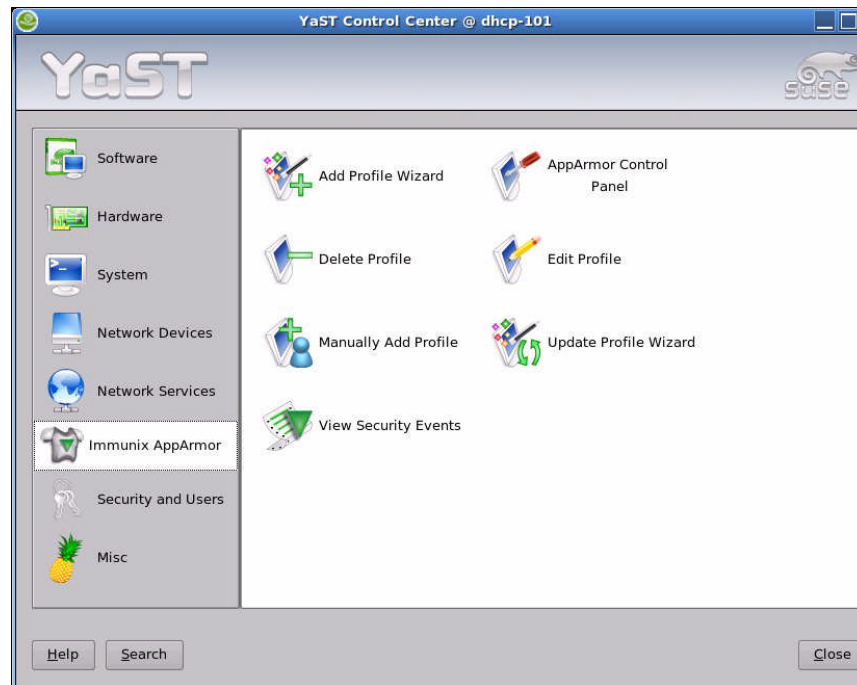 YaST Control Center @ dhcp-101
YaST
suse
Software
Hardware
System
Network Devices
Network Services
Immunix AppArmor
Security and Users
Misc
Add Profile Wizard
AppArmor Control
Panel
Delete Profile
Edit Profile
Manually Add Profile
Update Profile Wizard
View Security Events
Help
Search
Close